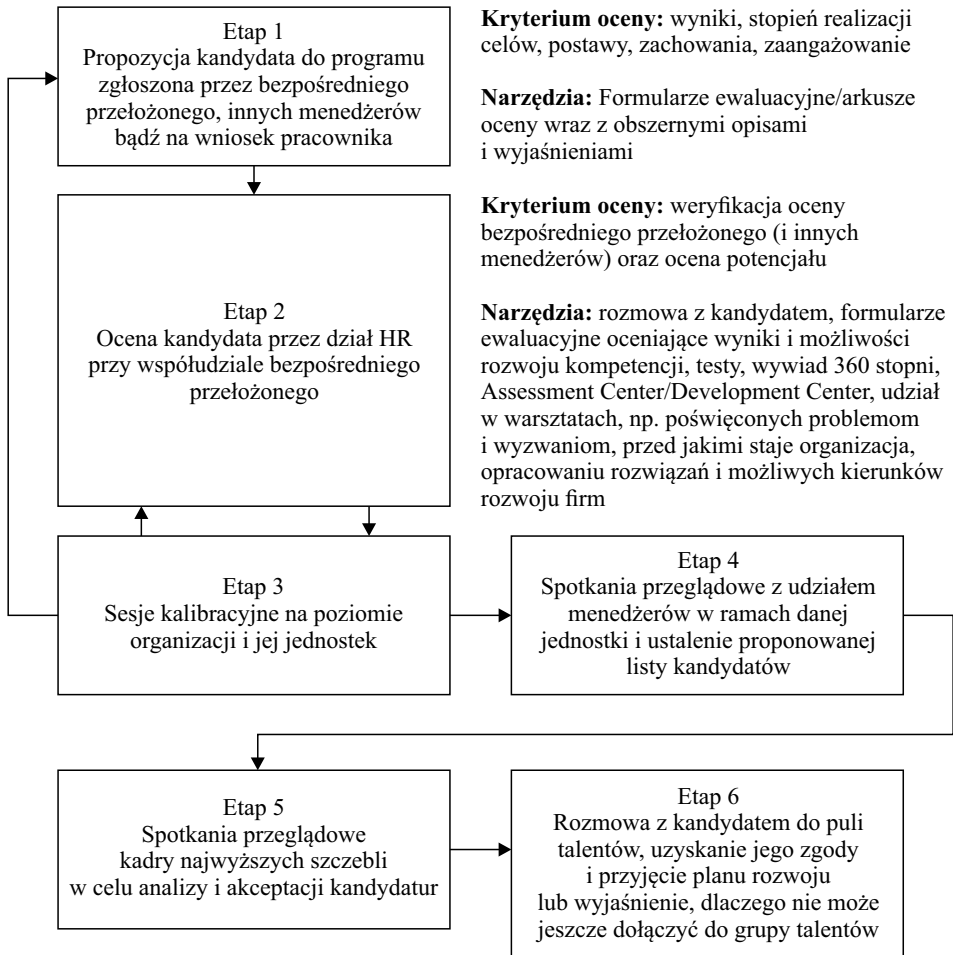 Etap 1
Propozycja kandydata do programu
zgłoszona przez bezpośredniego
przełożonego, innych menedżerów
bądź na wniosek pracownika
Kryterium oceny: wyniki, stopień realizacji
celów, postawy, zachowania, zaangażowanie
Narzędzia: Formularze ewaluacyjne/arkusze
oceny wraz z obszernymi opisami
i wyjaśnieniami
Etap 2
Ocena kandydata przez dział HR
przy współudziale bezpośredniego
przełożonego
Kryterium oceny: weryfikacja oceny
bezpośredniego przełożonego (i innych
menedżerów) oraz ocena potencjału
Narzędzia: rozmowa z kandydatem, formularze
ewaluacyjne oceniające wyniki i możliwości
rozwoju kompetencji, testy, wywiad 360 stopni,
Assessment Center/Development Center, udział
w warsztatach, np. poświęconych problemom
i wyzwaniom, przed jakimi staje organizacja,
opracowaniu rozwiązań i możliwych kierunków
rozwoju firm
Etap 3
Sesje kalibracyjne na poziomie
organizacji i jej jednostek
Etap 4
Spotkania przeglądowe z udziałem
menedżerów w ramach danej
jednostki i ustalenie proponowanej
listy kandydatów
Etap 5
Spotkania przeglądowe
kadry najwyższych szczebli
w celu analizy i akceptacji kandydatur
Etap 6
Rozmowa z kandydatem do puli
talentów, uzyskanie jego zgody
i przyjęcie planu rozwoju
lub wyjaśnienie, dlaczego nie może
jeszcze dołączyć do grupy talentów